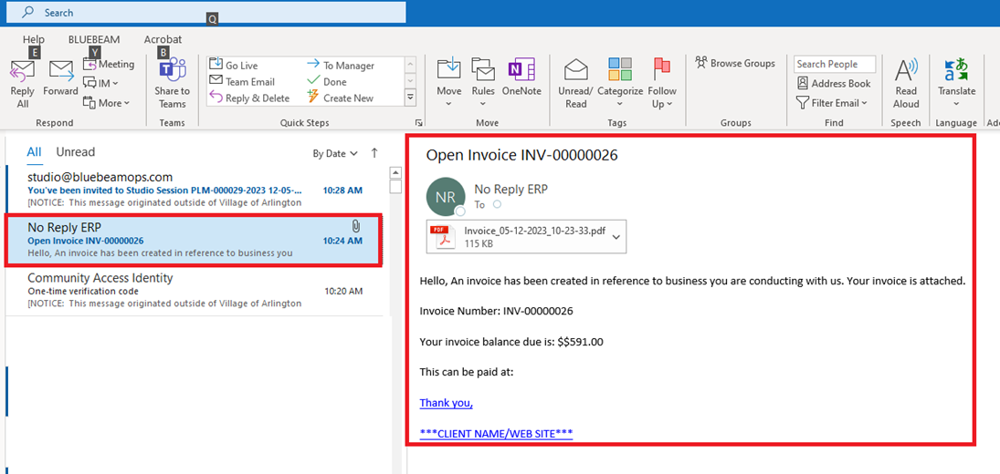 Search
Q
Help
BLUEBEAM
Acrobat
E
Y
B
Reply All
Forward
Meeting
IM
More
Respond
Share to Teams
Teams
Go Live
To Manager
Team Email
Done
Reply & Delete
Create New
Quick Steps
Move
Rules
OneNote
Move
Unread/ Read
Categorize
Follow Up
Tags
Browse Groups
Groups
Search People
Address Book
Filter Email
Find
Read Aloud
Speech
Translate
Language
All
Unread
By Date
studio@bluebeamops.com
You've been invited to Studio Session PLM-000029-2023 12-05-...
10:28 AM
[NOTICE: This message originated outside of Village of Arlington
No Reply ERP
Open Invoice INV-00000026
10:24 AM
Hello, An invoice has been created in reference to business you
Community Access Identity
One-time verification code
10:20 AM
[NOTICE: This message originated outside of Village of Arlington
Open Invoice INV-00000026
NR
No Reply ERP
To
PDF
Invoice_05-12-2023_10-23-33.pdf
115 KB
Hello, An invoice has been created in reference to business you are conducting with us. Your invoice is attached.
Invoice Number: INV-00000026
Your invoice balance due is: $$591.00
This can be paid at:
Thank you,
***CLIENT NAME/WEB SITE***